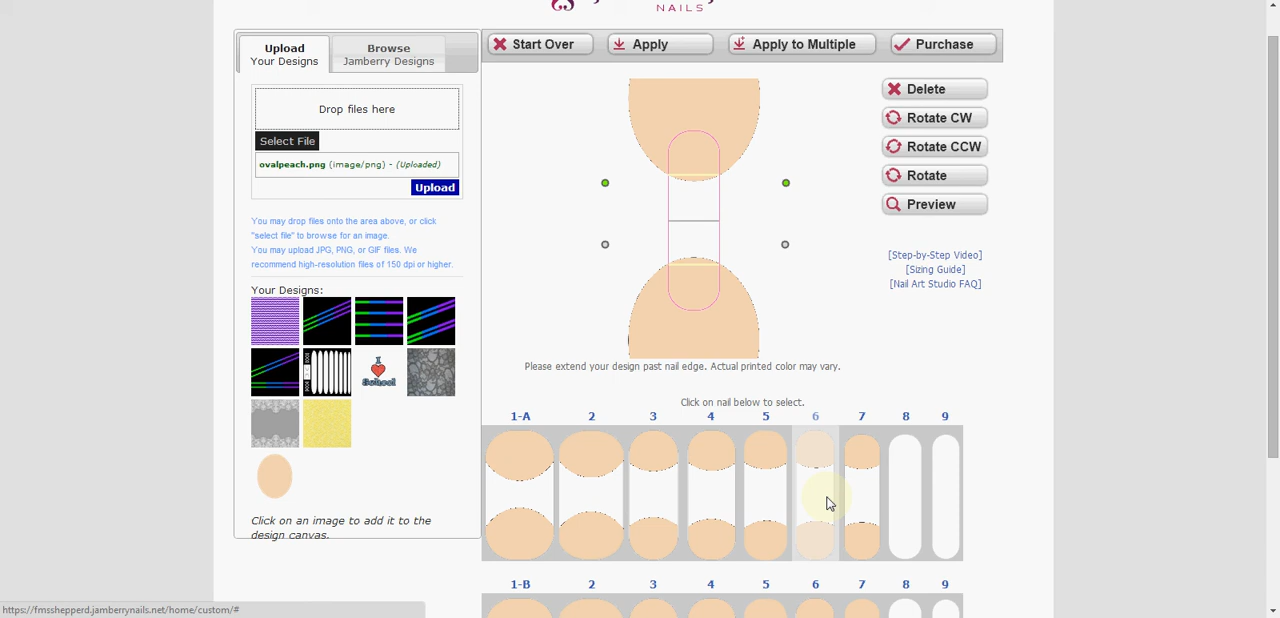 NAILS
Upload
Your Designs
Browse
Jamberry Designs
Start Over
Apply
Apply to Multiple
Purchase
Drop files here
Select File
ovalpeach.png (image/png) - (Uploaded)
Upload
You may drop files onto the area above, or click
"select file" to browse for an image.
You may upload JPG, PNG, or GIF files. We
recommend high-resolution files of 150 dpi or higher.
Your Designs:
I
School
Click on an image to add it to the
design canvas.
Delete
Rotate CW
Rotate CCW
Rotate
Preview
[Step-by-Step Video]
[Sizing Guide]
[Nail Art Studio FAQ]
Please extend your design past nail edge. Actual printed color may vary.
Click on nail below to select.
1-A 2 3 4 5 6 7 8 9
1-B 2 3 4 5 6 7 8 9
https://fmsshepperd.jamberrynails.net/home/custom/#